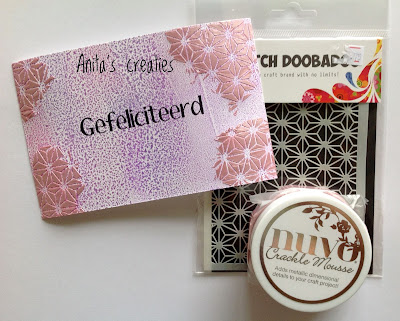 Anita's creaties
Gefeliciteerd
TCH DOOBADOO
craft brand with no limits!
nuvo
Crackle Mousse
Adds metallic dimensional
details to your craft project!